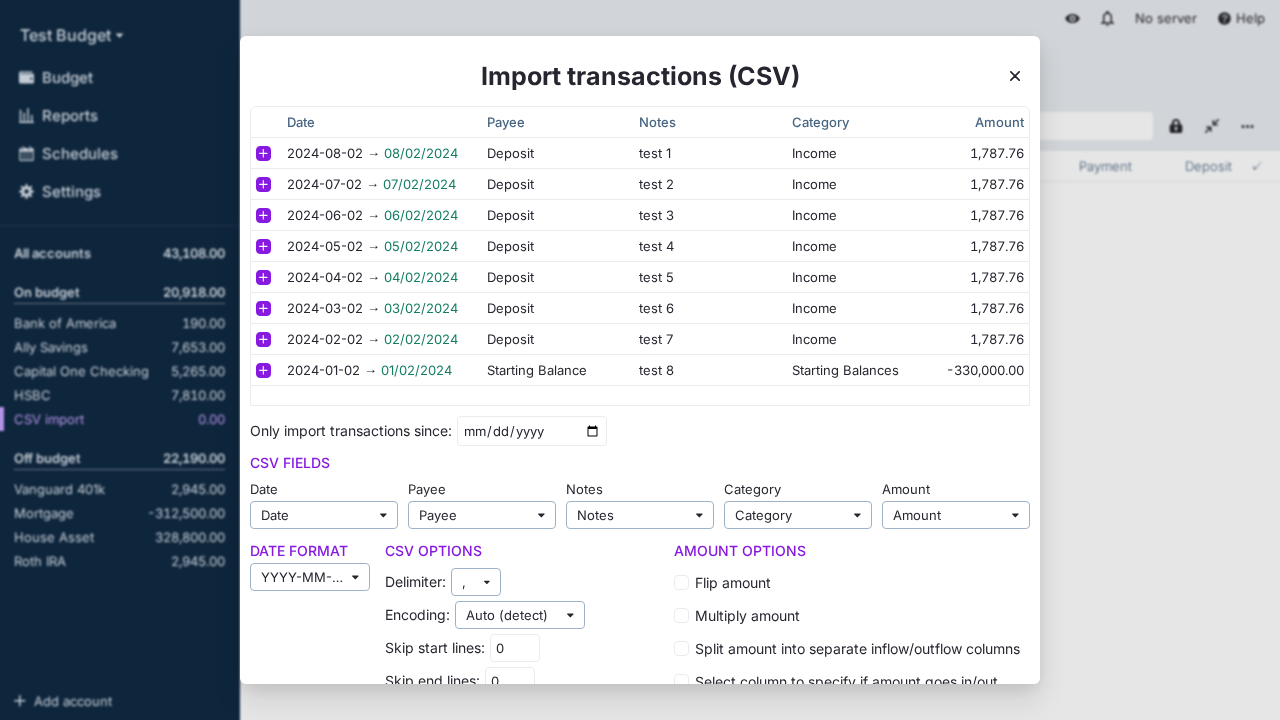 Test Budget
Budget
Reports
Schedules
Settings
All accounts 43,108.00
On budget 20,918.00
Bank of America 190.00
Ally Savings 7,653.00
Capital One Checking 5,265.00
HSBC 7,810.00
CSV import 0.00
Off budget 22,190.00
Vanguard 401k 2,945.00
Mortgage -312,500.00
House Asset 328,800.00
Roth IRA 2,945.00
Add account
No server Help
Payment Deposit
Import transactions (CSV)
Date Payee Notes Category Amount
2024-08-02 → 08/02/2024 Deposit test 1 Income 1,787.76
2024-07-02 → 07/02/2024 Deposit test 2 Income 1,787.76
2024-06-02 → 06/02/2024 Deposit test 3 Income 1,787.76
2024-05-02 → 05/02/2024 Deposit test 4 Income 1,787.76
2024-04-02 → 04/02/2024 Deposit test 5 Income 1,787.76
2024-03-02 → 03/02/2024 Deposit test 6 Income 1,787.76
2024-02-02 → 02/02/2024 Deposit test 7 Income 1,787.76
2024-01-02 → 01/02/2024 Starting Balance test 8 Starting Balances -330,000.00
Only import transactions since: mm/dd/yyyy
CSV FIELDS
Date Payee Notes Category Amount
Date Payee Notes Category Amount
DATE FORMAT CSV OPTIONS AMOUNT OPTIONS
YYYY-MM-... Delimiter: , Flip amount
Encoding: Auto (detect) Multiply amount
Skip start lines: 0 Split amount into separate inflow/outflow columns
Skip end lines: 0 Select column to specify if amount goes in/out